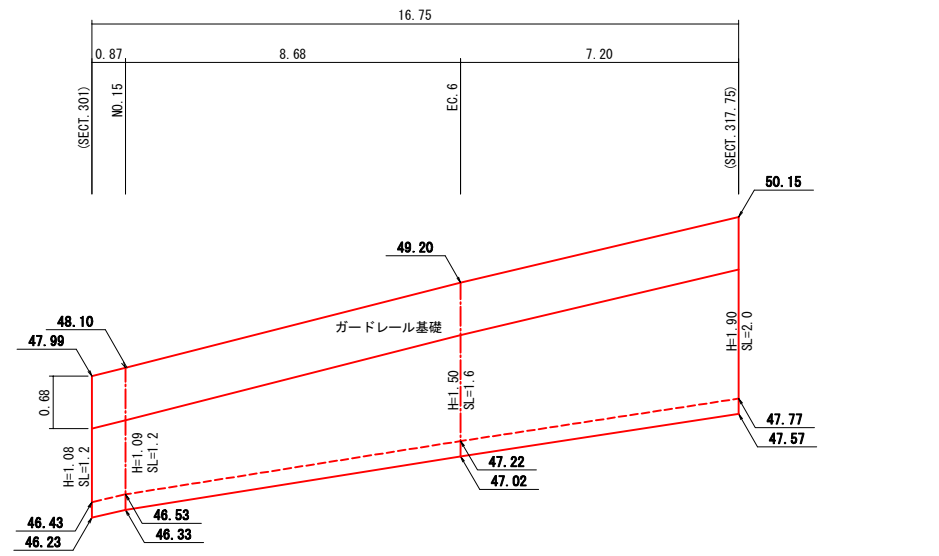 16.75
0.87
8.68
7.20
(SECT.301)
NO.15
EC.6
(SECT.317.75)
50.15
49.20
48.10
47.99
ガードレール基礎
0.68
H=1.08
SL=1.2
H=1.09
SL=1.2
H=1.50
SL=1.6
H=1.90
SL=2.0
47.77
47.57
47.22
47.02
46.53
46.33
46.43
46.23